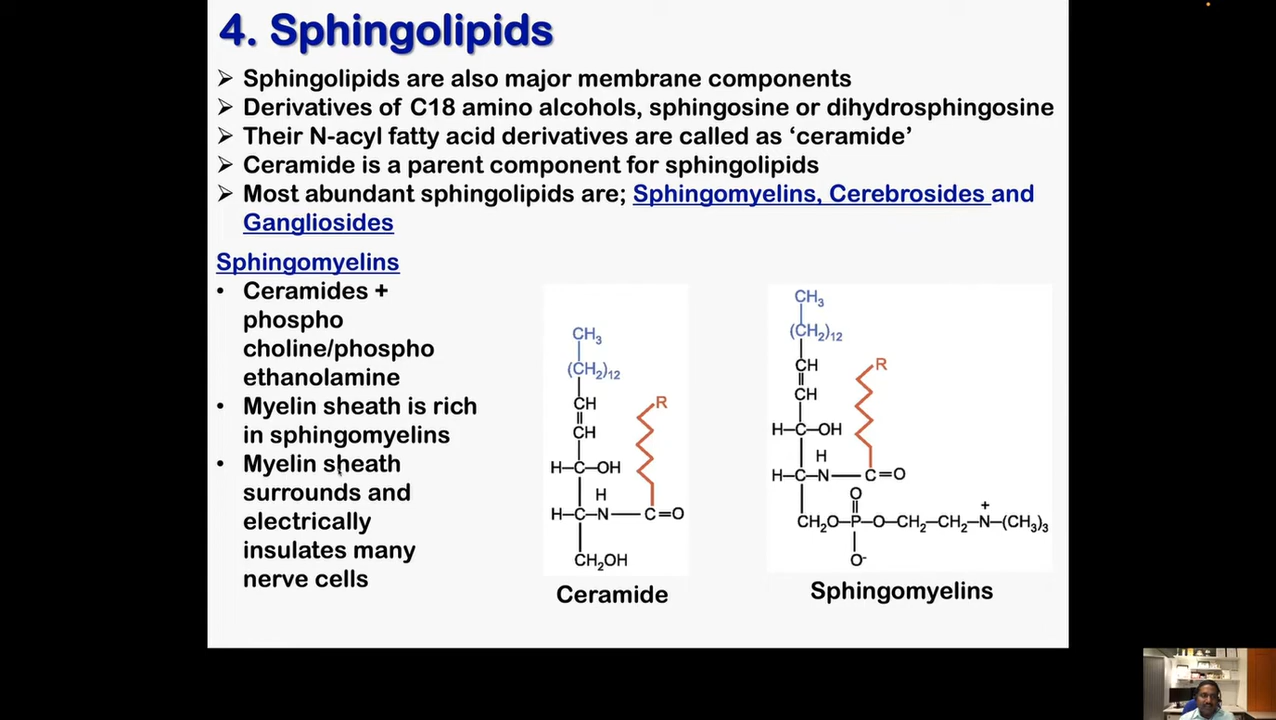 4. Sphingolipids
➢ Sphingolipids are also major membrane components
➢ Derivatives of C18 amino alcohols, sphingosine or dihydrosphingosine
➢ Their N-acyl fatty acid derivatives are called as ‘ceramide’
➢ Ceramide is a parent component for sphingolipids
➢ Most abundant sphingolipids are; Sphingomyelins, Cerebrosides and
Gangliosides
Sphingomyelins
• Ceramides +
phospho
choline/phospho
ethanolamine
• Myelin sheath is rich
in sphingomyelins
• Myelin sheath
surrounds and
electrically
insulates many
nerve cells
CH₃
(CH₂)₁₂
CH
CH
R
H–C–OH
H
H–C–N–C=O
CH₂OH
Ceramide
CH₃
(CH₂)₁₂
CH
CH
R
H–C–OH
H
H–C–N–C=O
O
+
CH₂O–P–O–CH₂–CH₂–N–(CH₃)₃
O⁻
Sphingomyelins